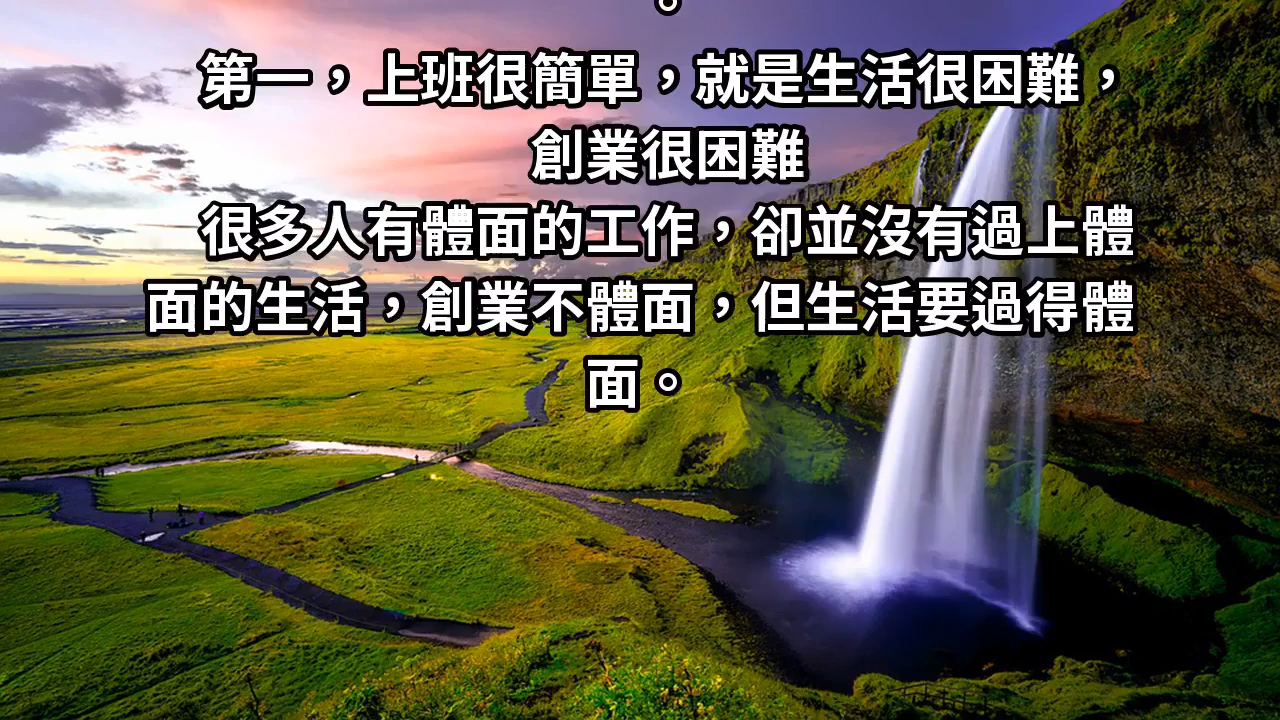 。
第一，上班很簡單，就是生活很困難，
創業很困難
很多人有體面的工作，卻並沒有過上體
面的生活，創業不體面，但生活要過得體
面。